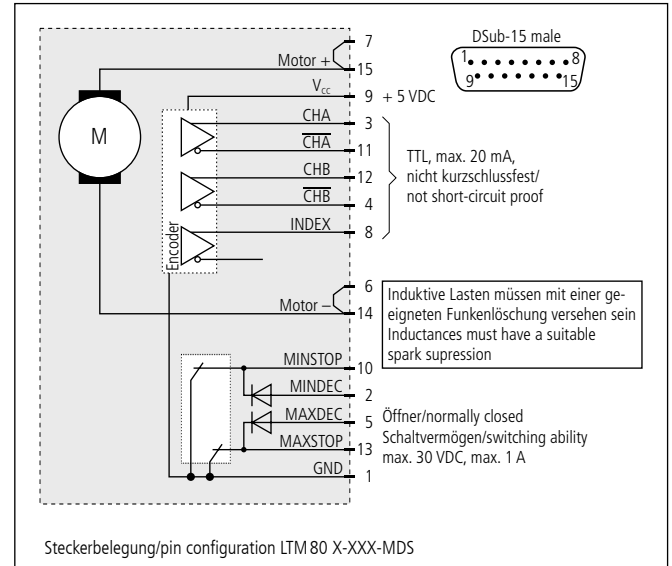 DSub-15 male
1 8
9 15
7
Motor + 15
Vcc 9 + 5 VDC
CHA 3
CHA 11
CHB 12
CHB 4
INDEX 8
TTL, max. 20 mA,
nicht kurzschlussfest/
not short-circuit proof
M
Encoder
6
Motor – 14
Induktive Lasten müssen mit einer ge-
eigneten Funkenlöschung versehen sein
Inductances must have a suitable
spark supression
MINSTOP 10
MINDEC 2
MAXDEC 5
MAXSTOP 13
GND 1
Öffner/normally closed
Schaltvermögen/switching ability
max. 30 VDC, max. 1 A
Steckerbelegung/pin configuration LTM 80 X-XXX-MDS